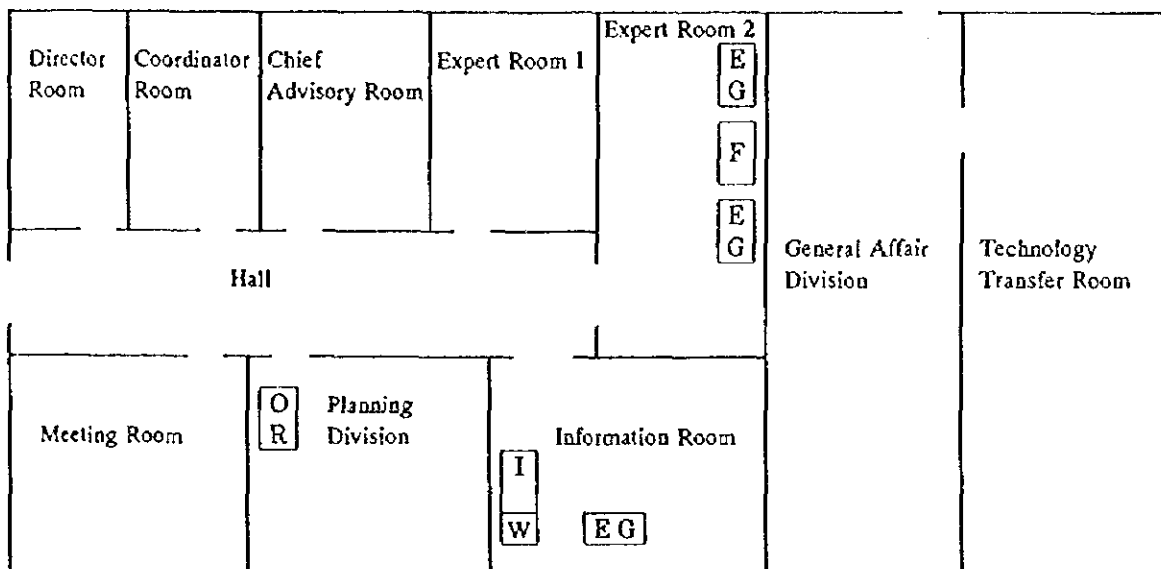 Director
Room
Coordinator
Room
Chief
Advisory Room
Expert Room 1
Expert Room 2
E
G
F
E
G
General Affair
Division
Technology
Transfer Room
Hall
Meeting Room
O
R
Planning
Division
Information Room
I
W
E G